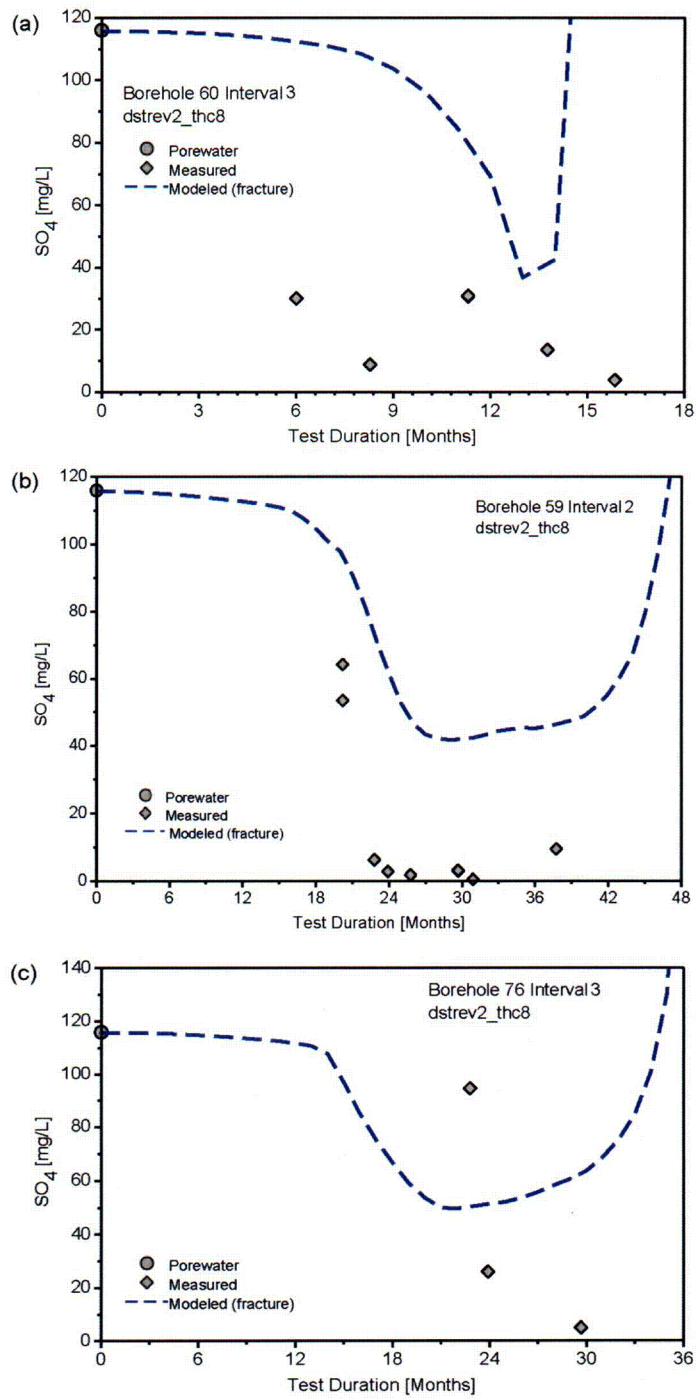 (a)
120
100
80
60
40
20
0
SO4 [mg/L]
Borehole 60 Interval 3
dstrev2_thc8
Porewater
Measured
Modeled (fracture)
0 3 6 9 12 15 18
Test Duration [Months]
(b)
120
100
80
60
40
20
0
SO4 [mg/L]
Borehole 59 Interval 2
dstrev2_thc8
Porewater
Measured
Modeled (fracture)
0 6 12 18 24 30 36 42 48
Test Duration [Months]
(c)
140
120
100
80
60
40
20
0
SO4 [mg/L]
Borehole 76 Interval 3
dstrev2_thc8
Porewater
Measured
Modeled (fracture)
0 6 12 18 24 30 36
Test Duration [Months]